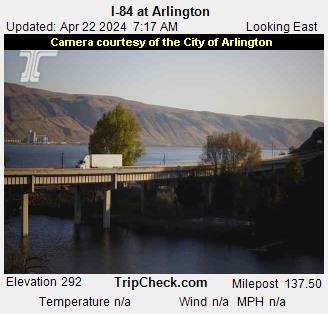 I-84 at Arlington
Updated: Apr 22 2024 7:17 AM Looking East
Camera courtesy of the City of Arlington
Elevation 292 TripCheck.com Milepost 137.50
Temperature n/a Wind n/a MPH n/a